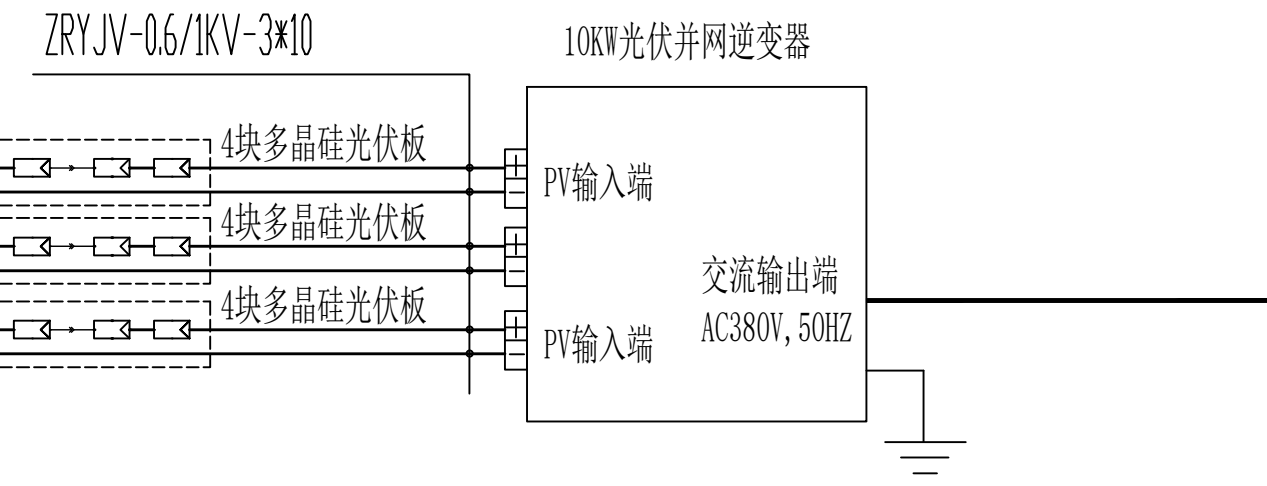 ZRYJV-0.6/1KV-3*10
10KW光伏并网逆变器
4块多晶硅光伏板
PV输入端
4块多晶硅光伏板
交流输出端
4块多晶硅光伏板
AC380V,50HZ
PV输入端